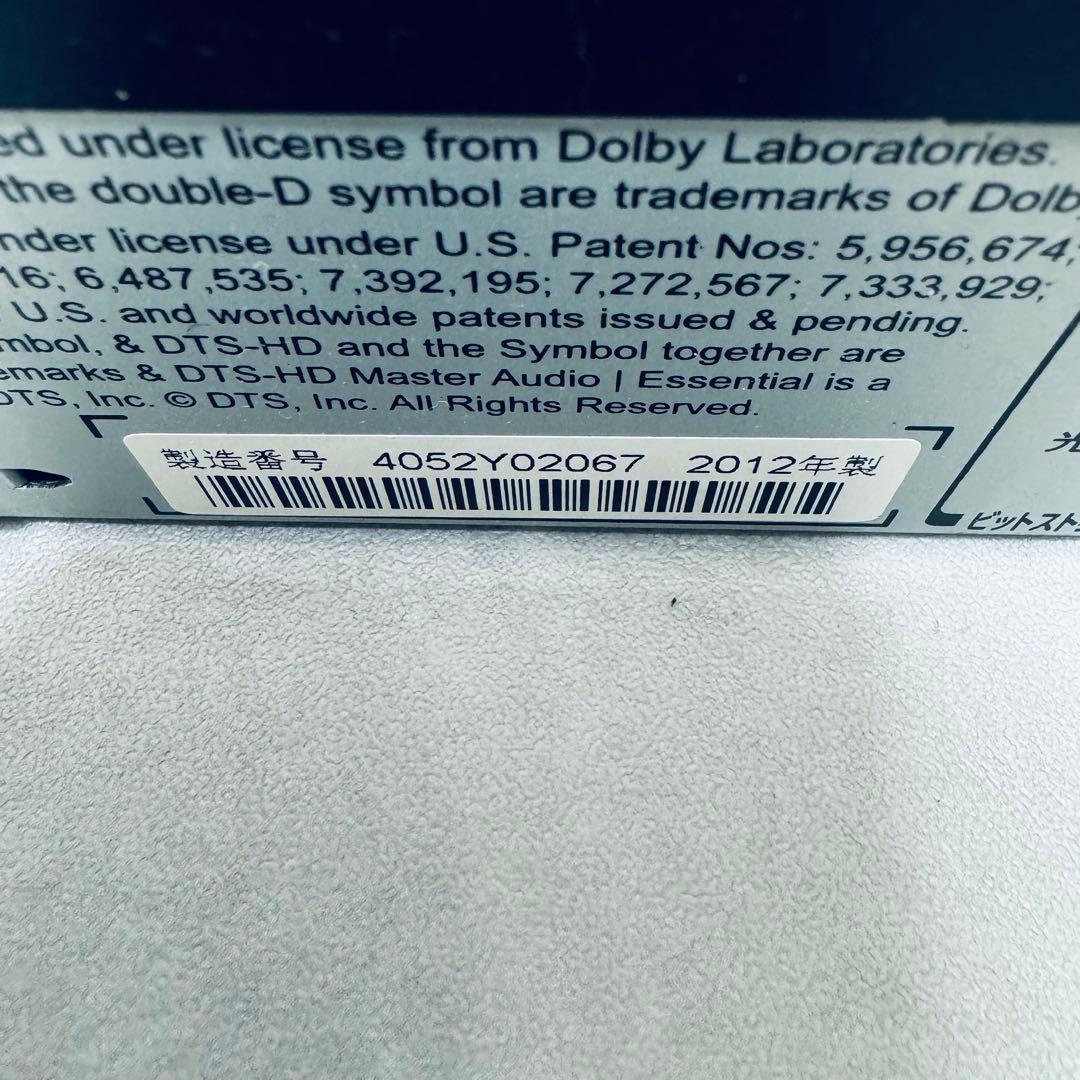 ed under license from Dolby Laboratories.
the double-D symbol are trademarks of Dolby
nder license under U.S. Patent Nos: 5,956,674;
16; 6,487,535; 7,392,195; 7,272,567; 7,333,929;
U.S. and worldwide patents issued & pending.
mbol, & DTS-HD and the Symbol together are
emarks & DTS-HD Master Audio | Essential is a
DTS, Inc. © DTS, Inc. All Rights Reserved.
製造番号 4052Y02067 2012年製
光
ビットスト